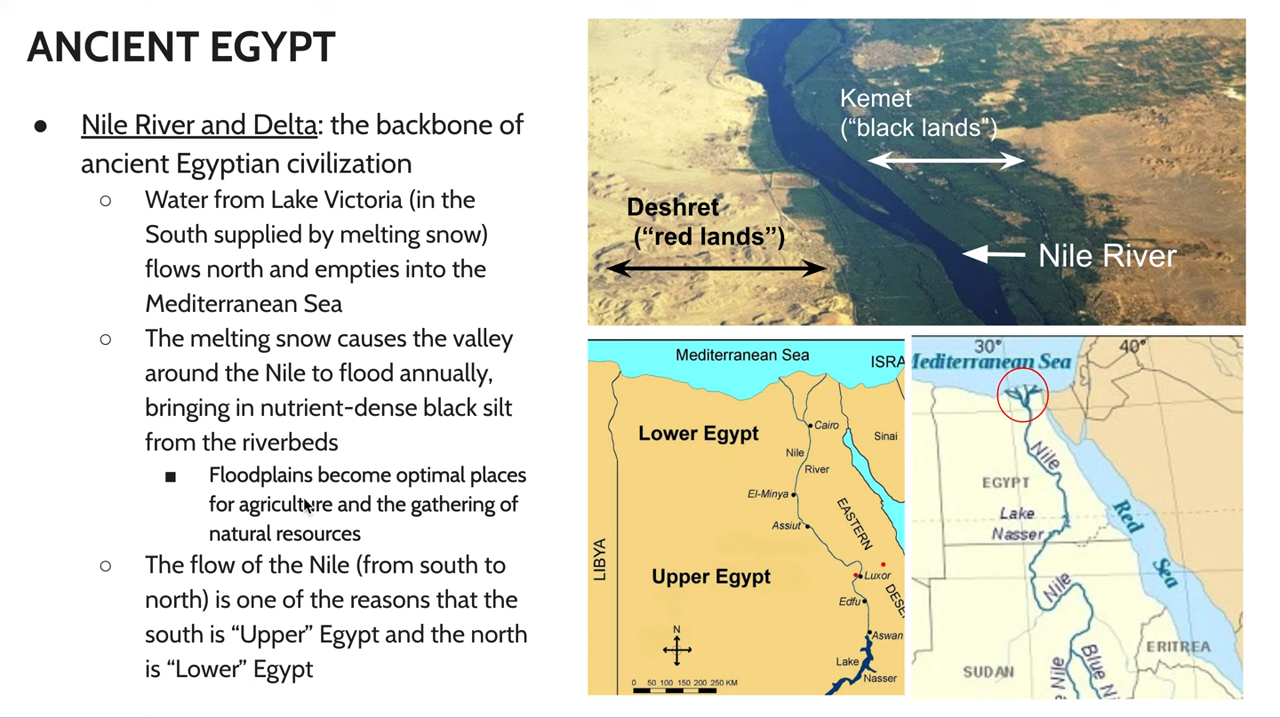 ANCIENT EGYPT
● Nile River and Delta: the backbone of
ancient Egyptian civilization
○ Water from Lake Victoria (in the
South supplied by melting snow)
flows north and empties into the
Mediterranean Sea
○ The melting snow causes the valley
around the Nile to flood annually,
bringing in nutrient-dense black silt
from the riverbeds
■ Floodplains become optimal places
for agriculture and the gathering of
natural resources
○ The flow of the Nile (from south to
north) is one of the reasons that the
south is “Upper” Egypt and the north
is “Lower” Egypt
Kemet
(“black lands”)
Deshret
(“red lands”)
Nile River
Mediterranean Sea
ISRA
Lower Egypt
Cairo
Sinai
Nile
River
El-Minya
Assiut
EASTERN
LIBYA
Upper Egypt
Luxor
DESER
Edfu
N
Aswan
Lake
Nasser
0 50 100 150 200 250 KM
30°
40°
Mediterranean Sea
Nile
EGYPT
Lake
Nasser
Red
Sea
Nile
ERITREA
SUDAN
Nile
Blue Ni